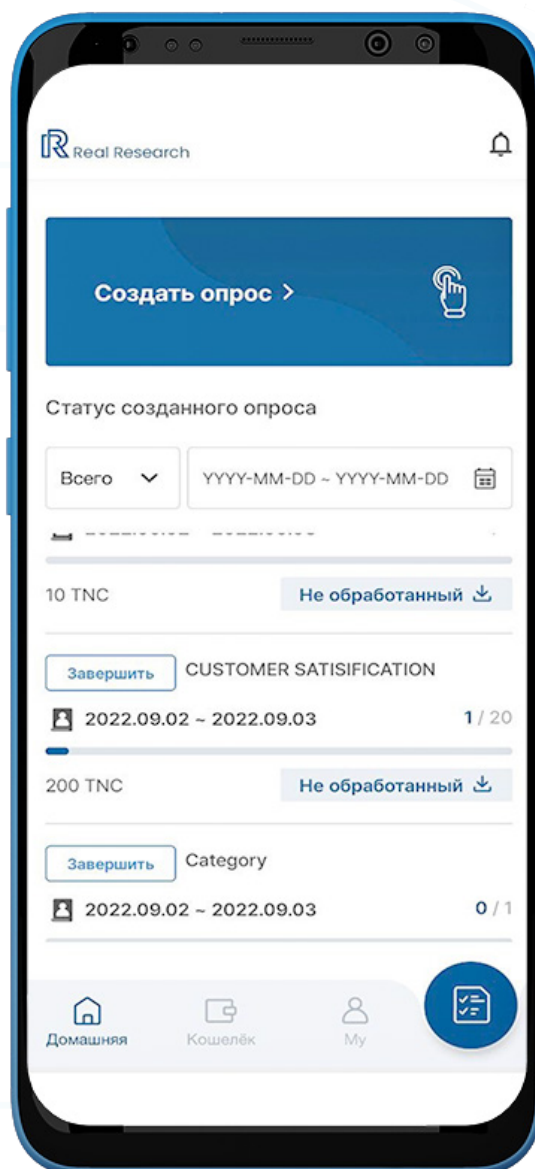 Real Research
Создать опрос >
Статус созданного опроса
Всего
YYYY-MM-DD ~ YYYY-MM-DD
10 TNC
Не обработанный
Завершить CUSTOMER SATISIFICATION
2022.09.02 ~ 2022.09.03 1 / 20
200 TNC
Не обработанный
Завершить Category
2022.09.02 ~ 2022.09.03 0 / 1
Домашняя
Кошелёк
My